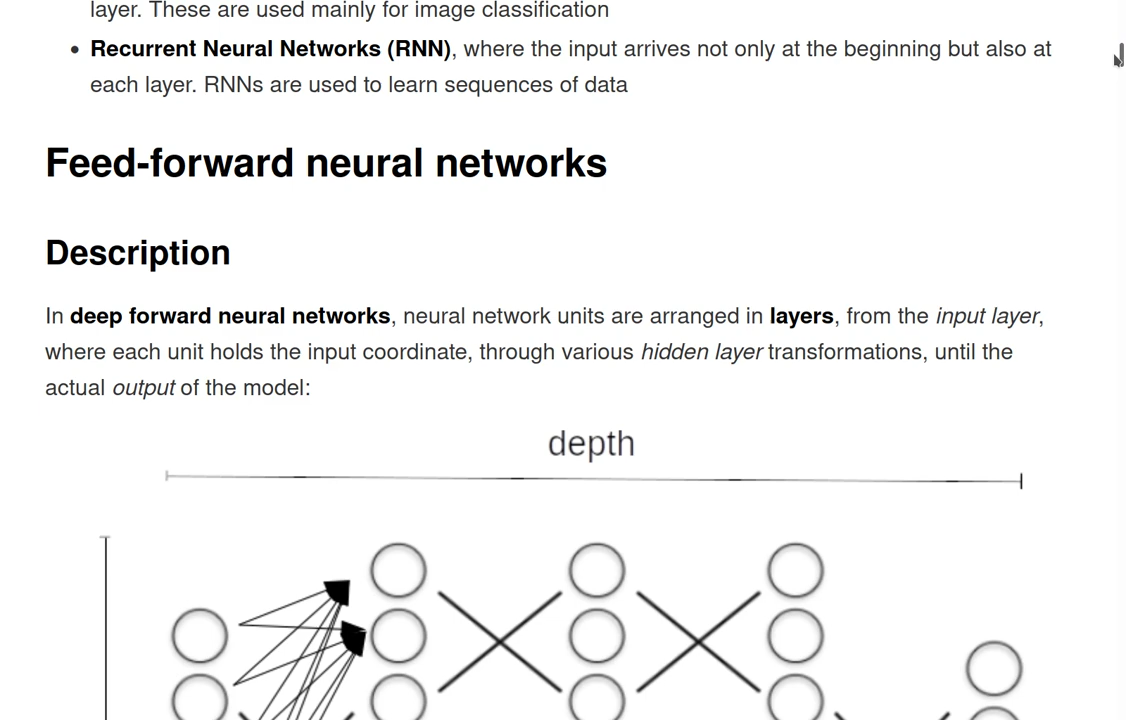 layer. These are used mainly for image classification
Recurrent Neural Networks (RNN), where the input arrives not only at the beginning but also at
each layer. RNNs are used to learn sequences of data
Feed-forward neural networks
Description
In deep forward neural networks, neural network units are arranged in layers, from the input layer,
where each unit holds the input coordinate, through various hidden layer transformations, until the
actual output of the model:
depth